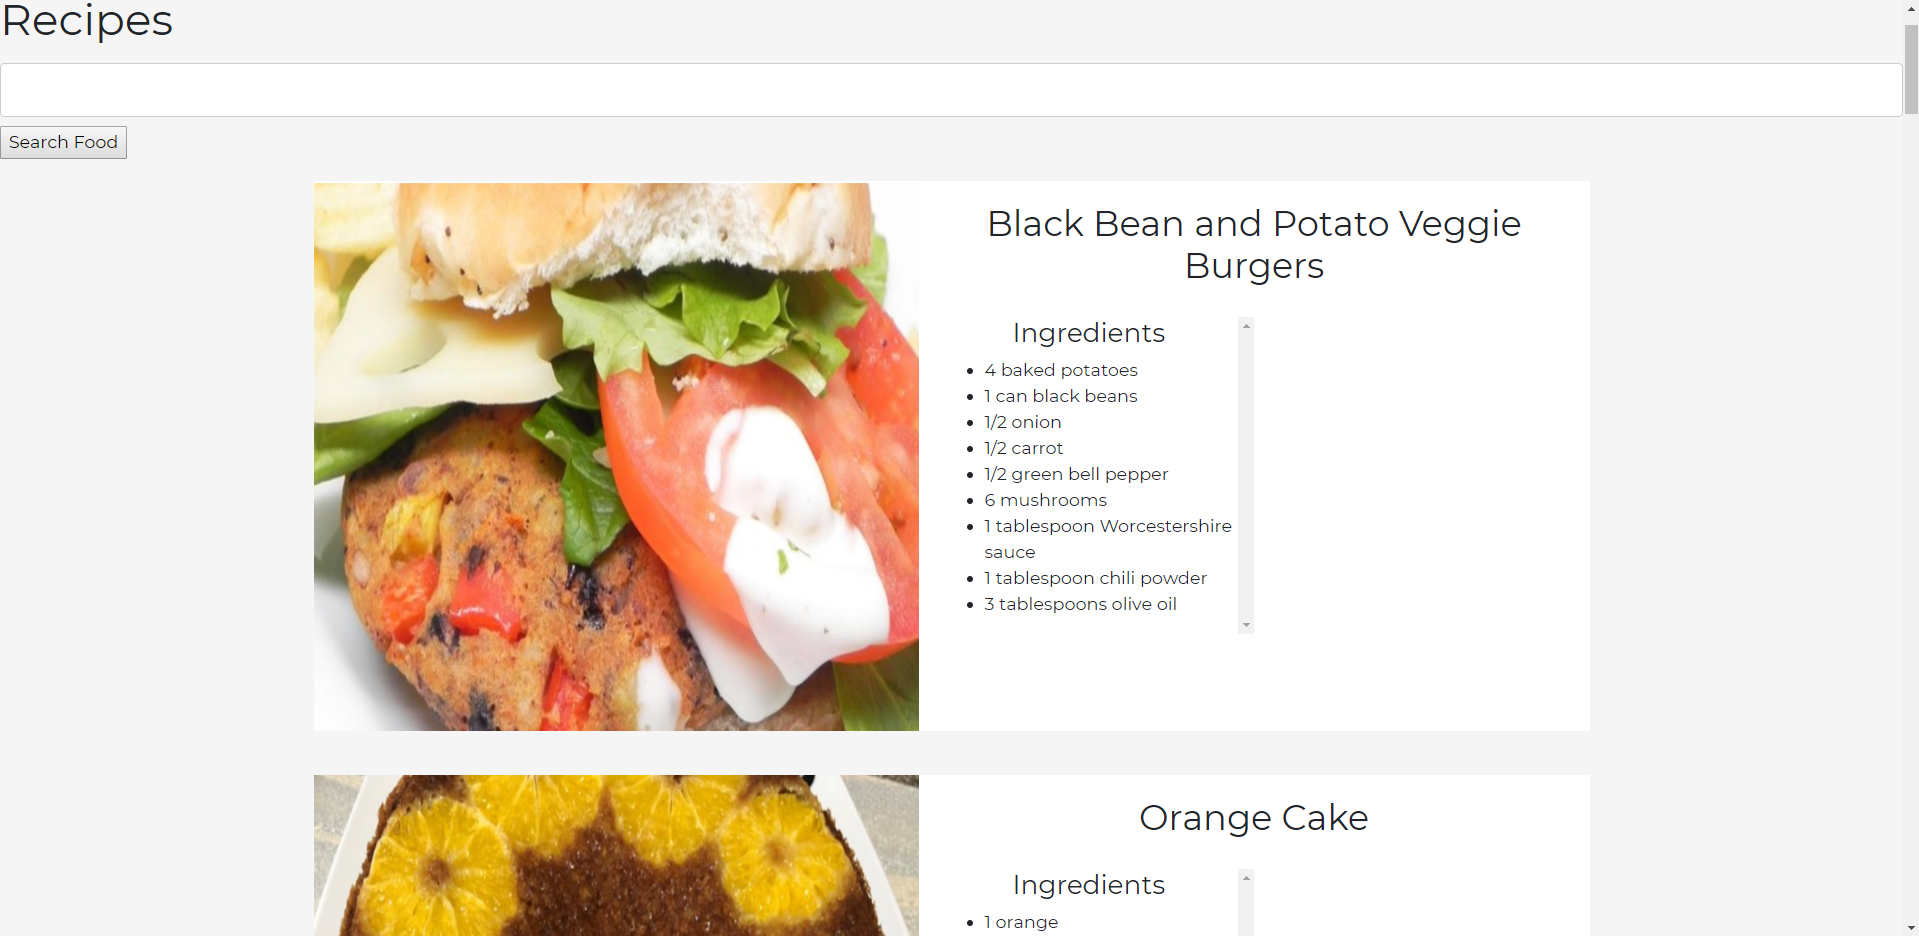 Recipes
Search Food
Black Bean and Potato Veggie
Burgers
Ingredients
4 baked potatoes
1 can black beans
1/2 onion
1/2 carrot
1/2 green bell pepper
6 mushrooms
1 tablespoon Worcestershire
sauce
1 tablespoon chili powder
3 tablespoons olive oil
Orange Cake
Ingredients
1 orange